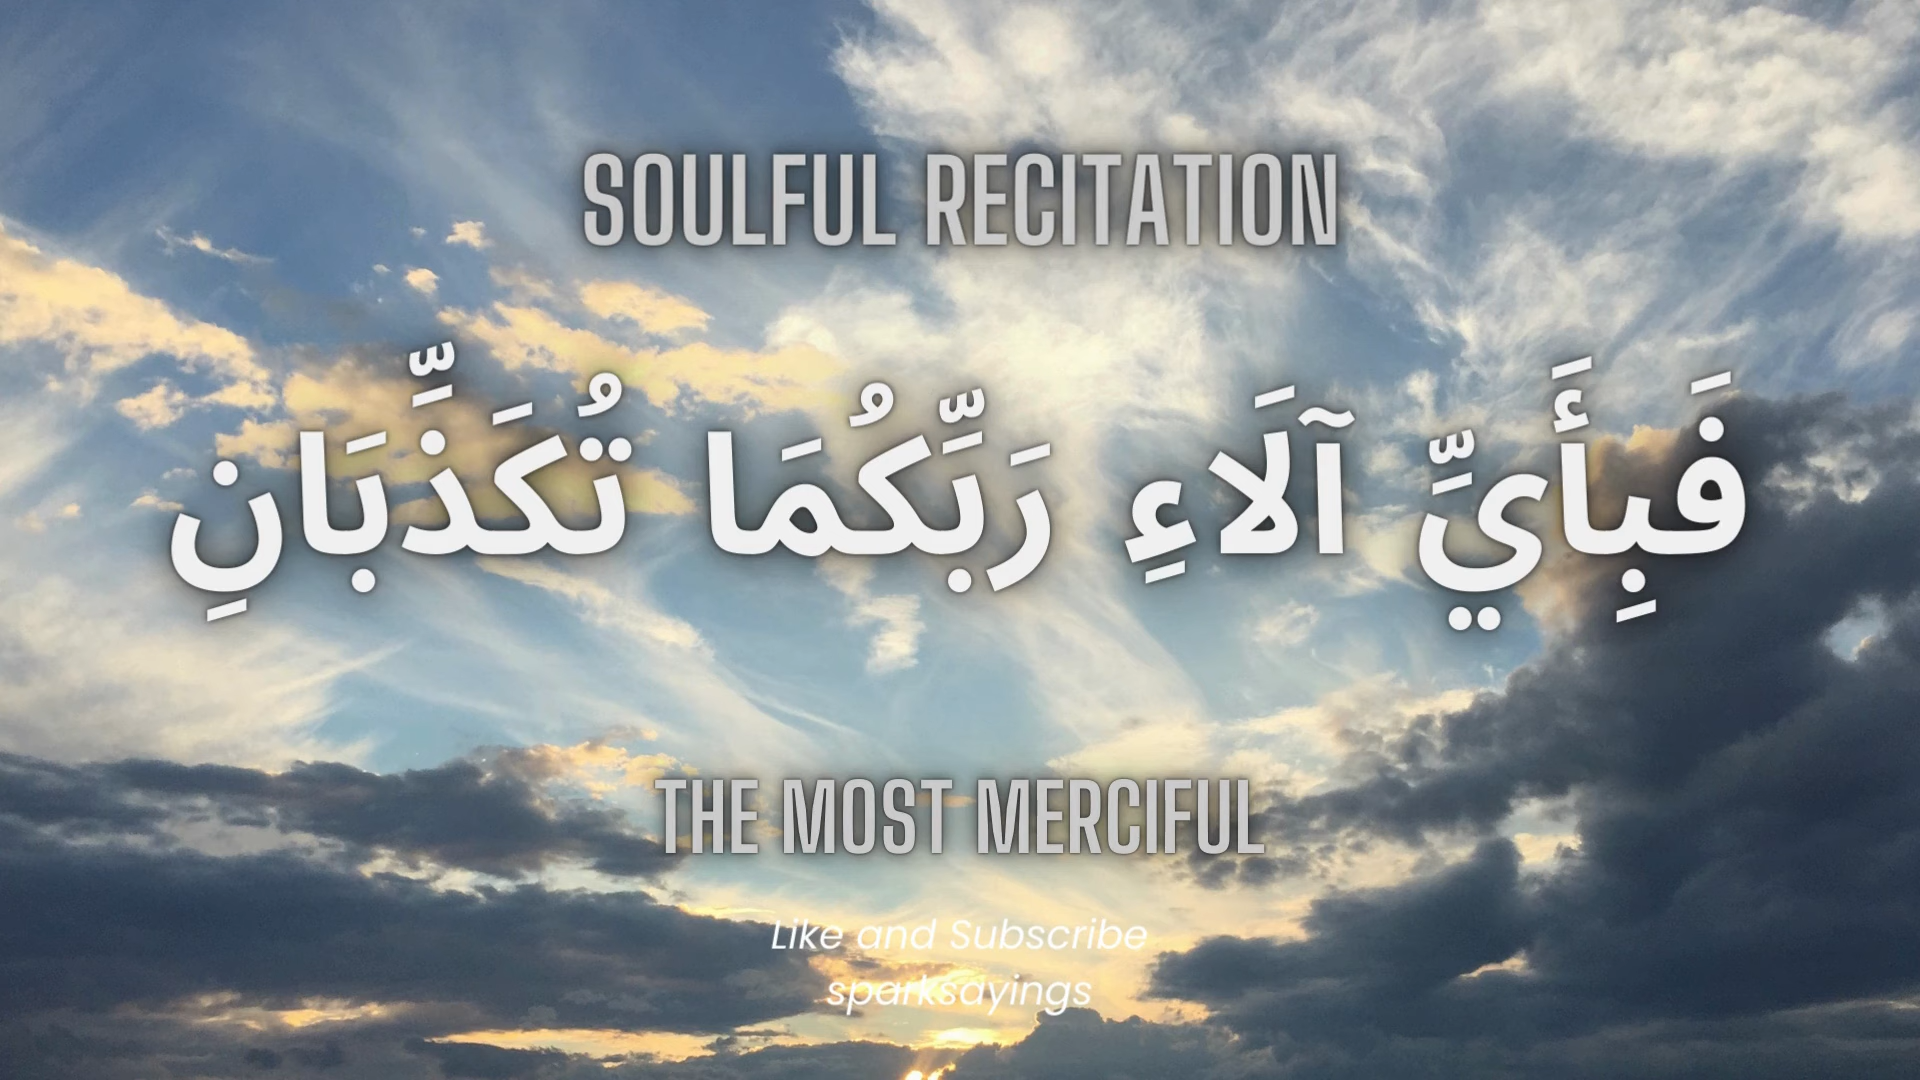 SOULFUL RECITATION
فَبِأَيِّ آلَاءِ رَبِّكُمَا تُكَذِّبَانِ
THE MOST MERCIFUL
Like and Subscribe
sparksayings